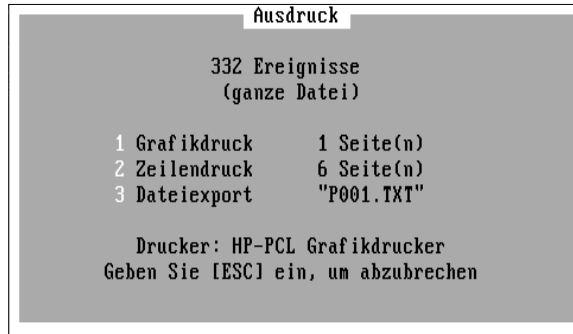 Ausdruck
332 Ereignisse
(ganze Datei)
1 Grafikdruck 1 Seite(n)
2 Zeilendruck 6 Seite(n)
3 Dateiexport "P001.TXT"
Drucker: HP-PCL Grafikdrucker
Geben Sie [ESC] ein, um abzubrechen